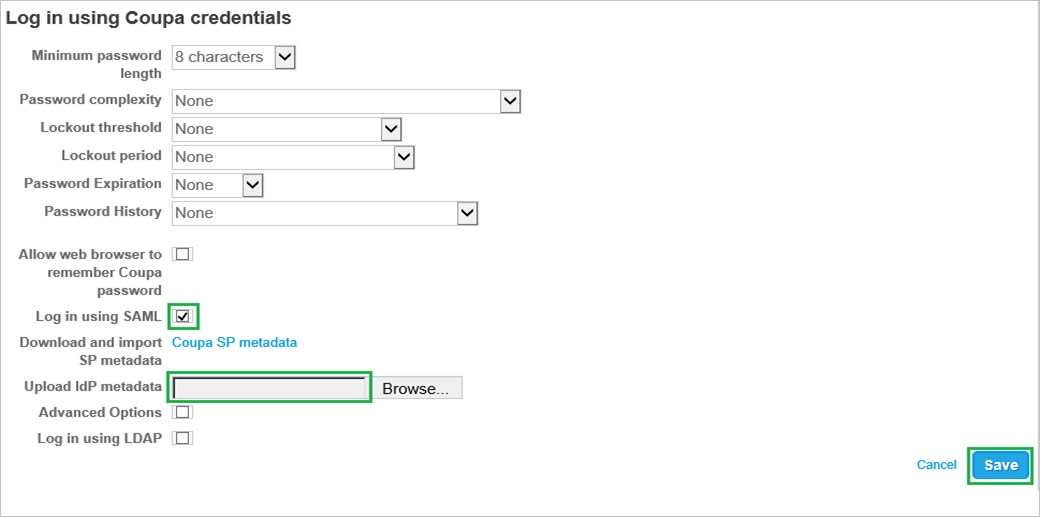 Log in using Coupa credentials
Minimum password
length
8 characters
Password complexity
None
Lockout threshold
None
Lockout period
None
Password Expiration
None
Password History
None
Allow web browser to
remember Coupa
password
Log in using SAML
Download and import
SP metadata
Coupa SP metadata
Upload IdP metadata
Browse...
Advanced Options
Log in using LDAP
Cancel
Save